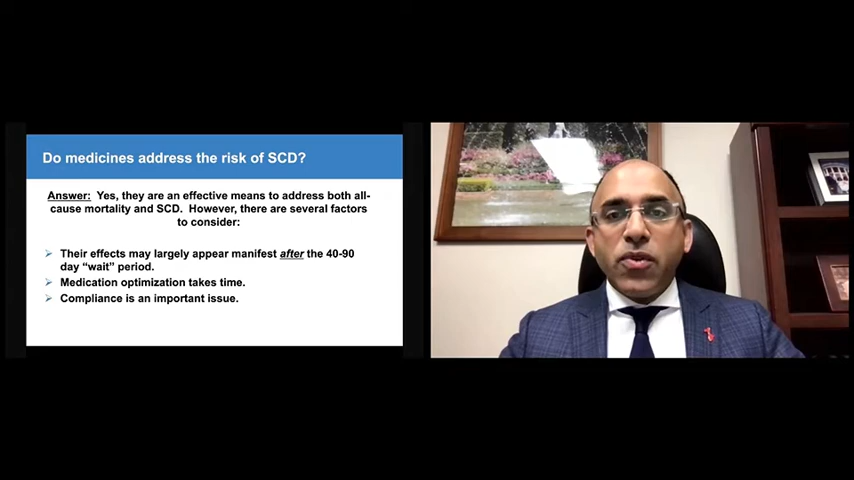 Do medicines address the risk of SCD?
Answer: Yes, they are an effective means to address both all-
cause mortality and SCD. However, there are several factors
to consider:
Their effects may largely appear manifest after the 40-90
day “wait” period.
Medication optimization takes time.
Compliance is an important issue.